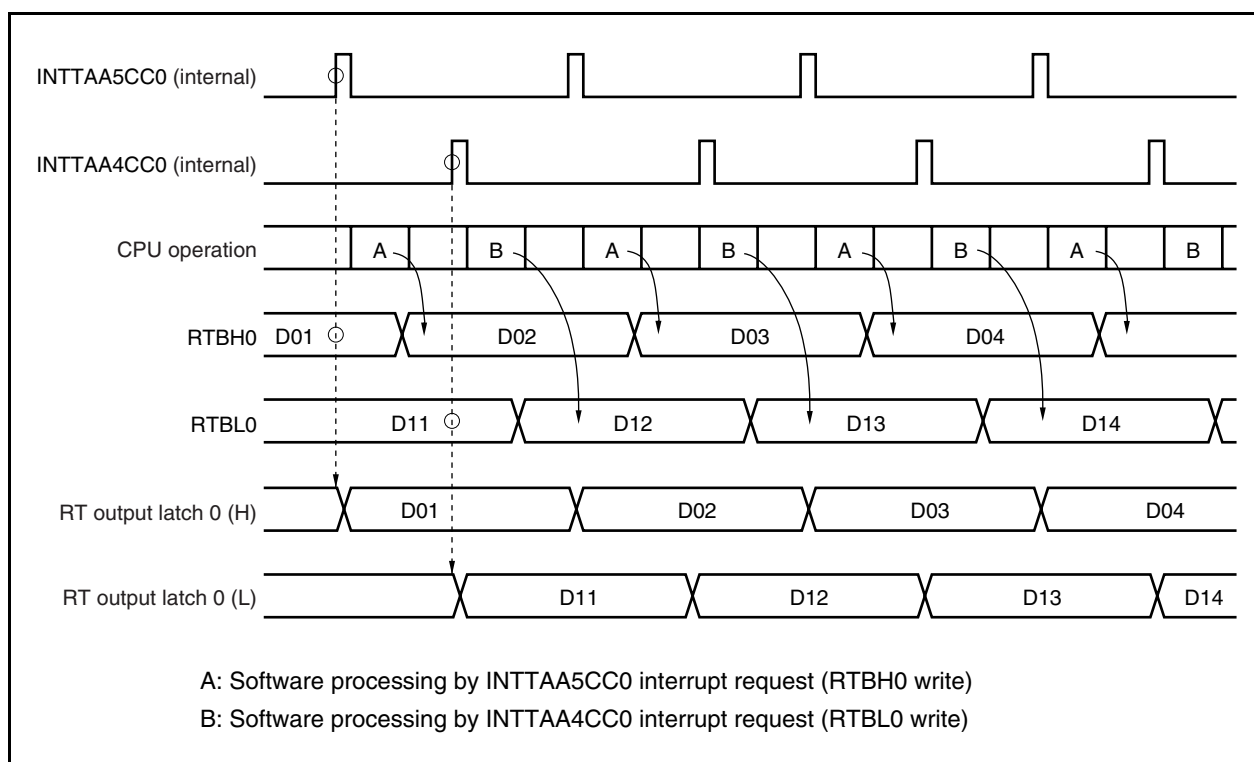 INTTAA5CC0 (internal)
INTTAA4CC0 (internal)
CPU operation A B A B A B A B
RTBH0 D01 D02 D03 D04
RTBL0 D11 D12 D13 D14
RT output latch 0 (H) D01 D02 D03 D04
RT output latch 0 (L) D11 D12 D13 D14
A: Software processing by INTTAA5CC0 interrupt request (RTBH0 write)
B: Software processing by INTTAA4CC0 interrupt request (RTBL0 write)